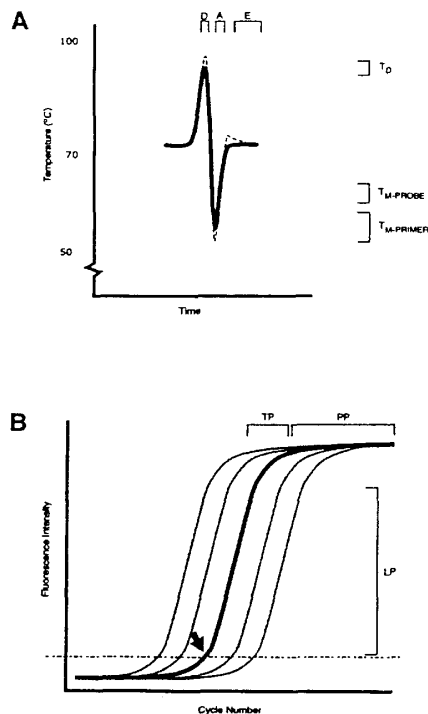 A
D A E
100
T_D
Temperature (°C)
70
T_M-PROBE
T_M-PRIMER
50
Time
B
TP PP
Fluorescence Intensity
LP
Cycle Number